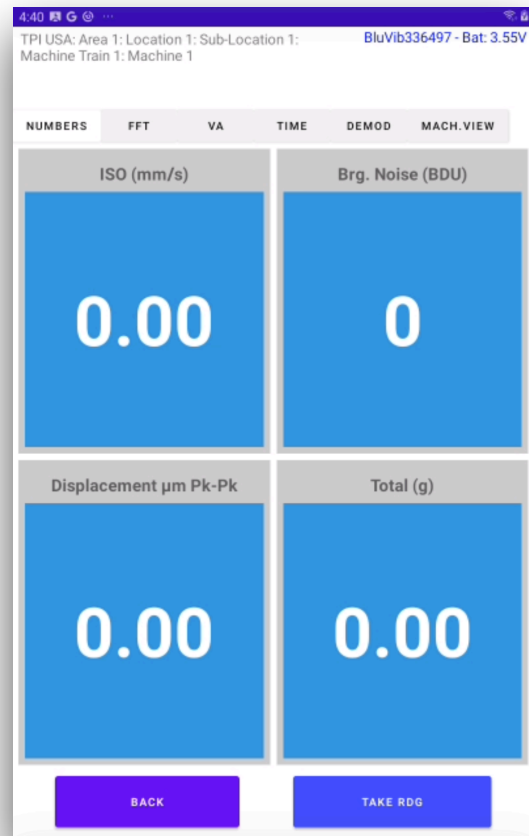 4:40 G ...
TPI USA: Area 1: Location 1: Sub-Location 1:
Machine Train 1: Machine 1
BluVib336497 - Bat: 3.55V
NUMBERS FFT VA TIME DEMOD MACH.VIEW
ISO (mm/s) Brg. Noise (BDU)
0.00 0
Displacement µm Pk-Pk Total (g)
0.00 0.00
BACK TAKE RDG